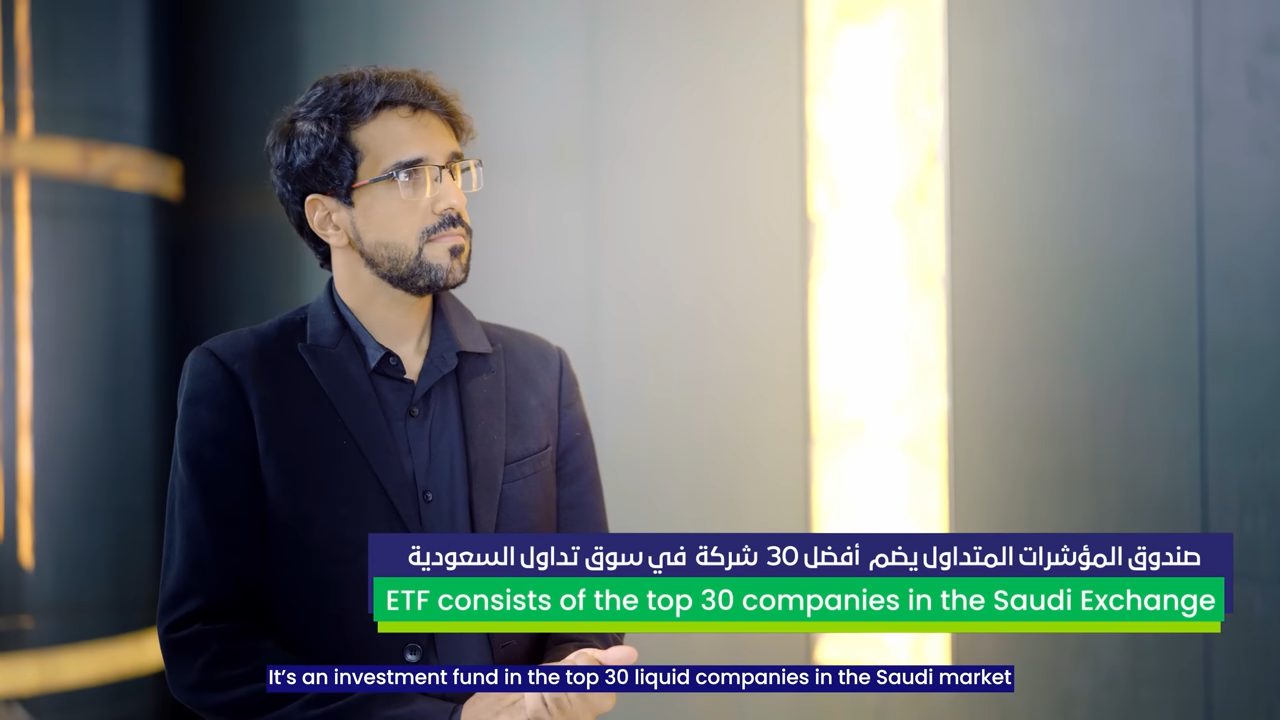 صندوق المؤشرات المتداول يضم أفضل 30 شركة في سوق تداول السعودية
ETF consists of the top 30 companies in the Saudi Exchange
It’s an investment fund in the top 30 liquid companies in the Saudi market